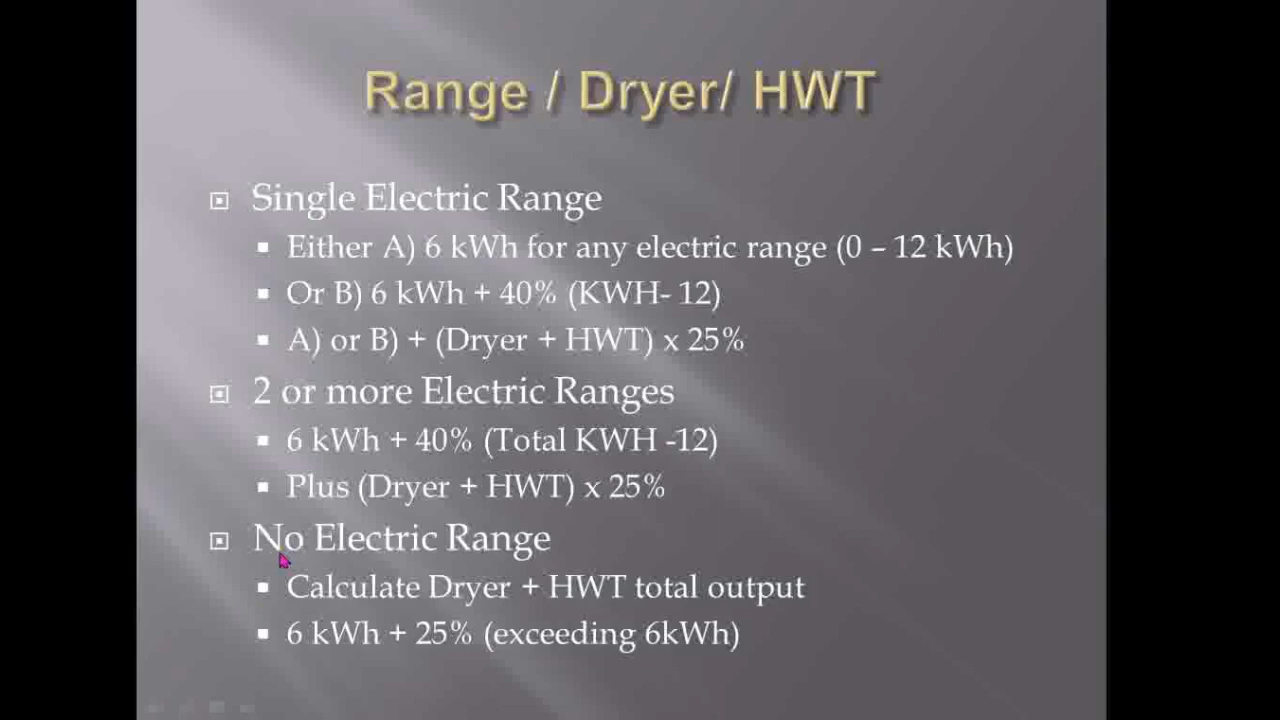 Range / Dryer/ HWT
Single Electric Range
Either A) 6 kWh for any electric range (0 – 12 kWh)
Or B) 6 kWh + 40% (KWH- 12)
A) or B) + (Dryer + HWT) x 25%
2 or more Electric Ranges
6 kWh + 40% (Total KWH -12)
Plus (Dryer + HWT) x 25%
No Electric Range
Calculate Dryer + HWT total output
6 kWh + 25% (exceeding 6kWh)